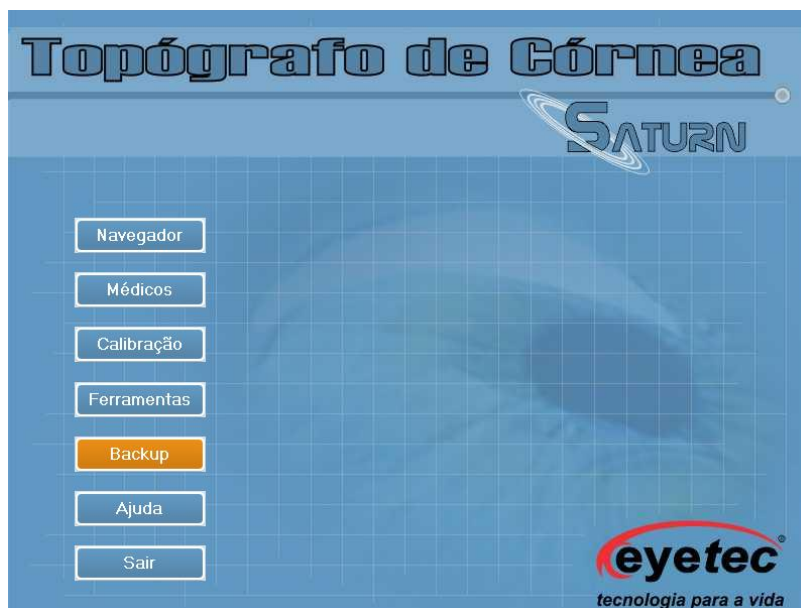 Topógrafo de Córnea
SATURN
Navegador
Médicos
Calibração
Ferramentas
Backup
Ajuda
Sair
eyetec®
tecnologia para a vida